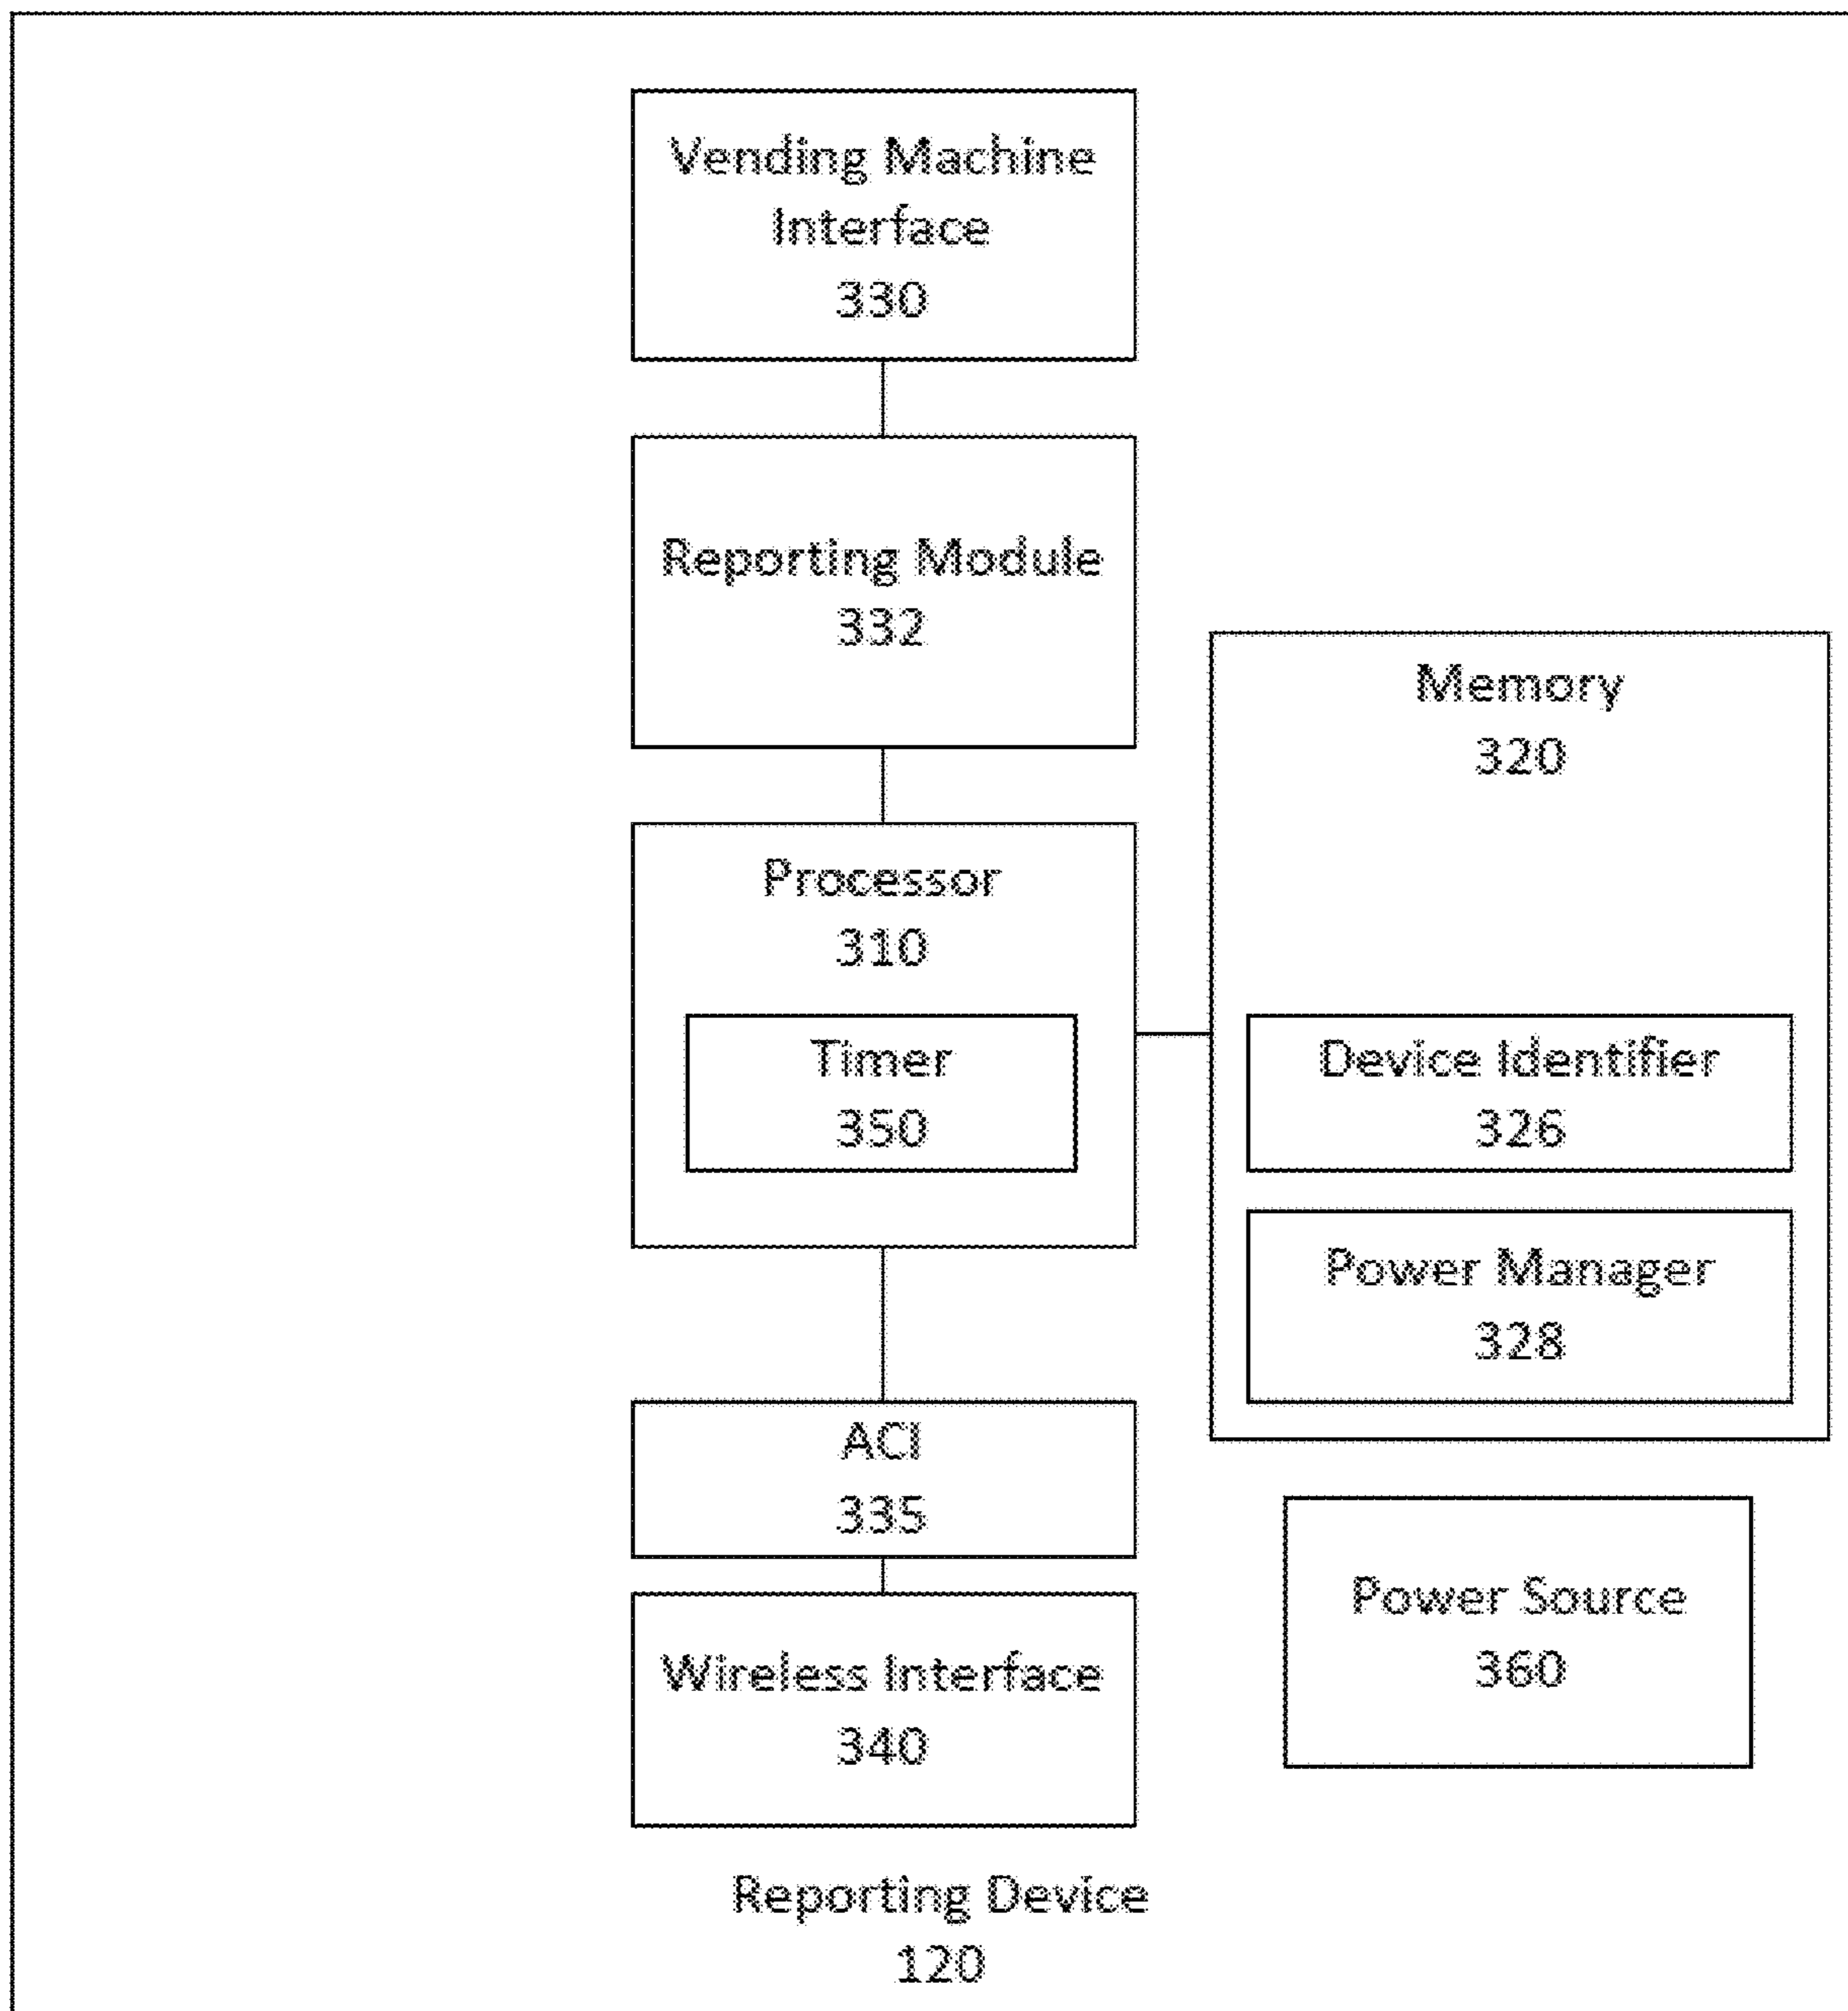 Vending Machine
Interface
330
Reporting Module
332
Memory
320
Processor
310
Timer
350
Device Identifier
326
Power Manager
328
ACI
335
Power Source
360
Wireless Interface
340
Reporting Device
120